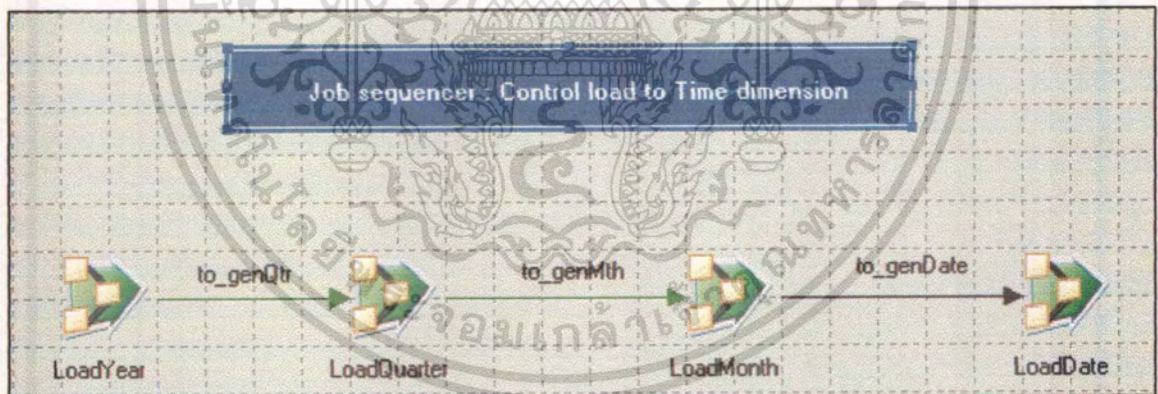 Job sequencer : Control load to Time dimension
to_genQtr
to_genMth
to_genDate
LoadYear
LoadQuarter
LoadMonth
LoadDate